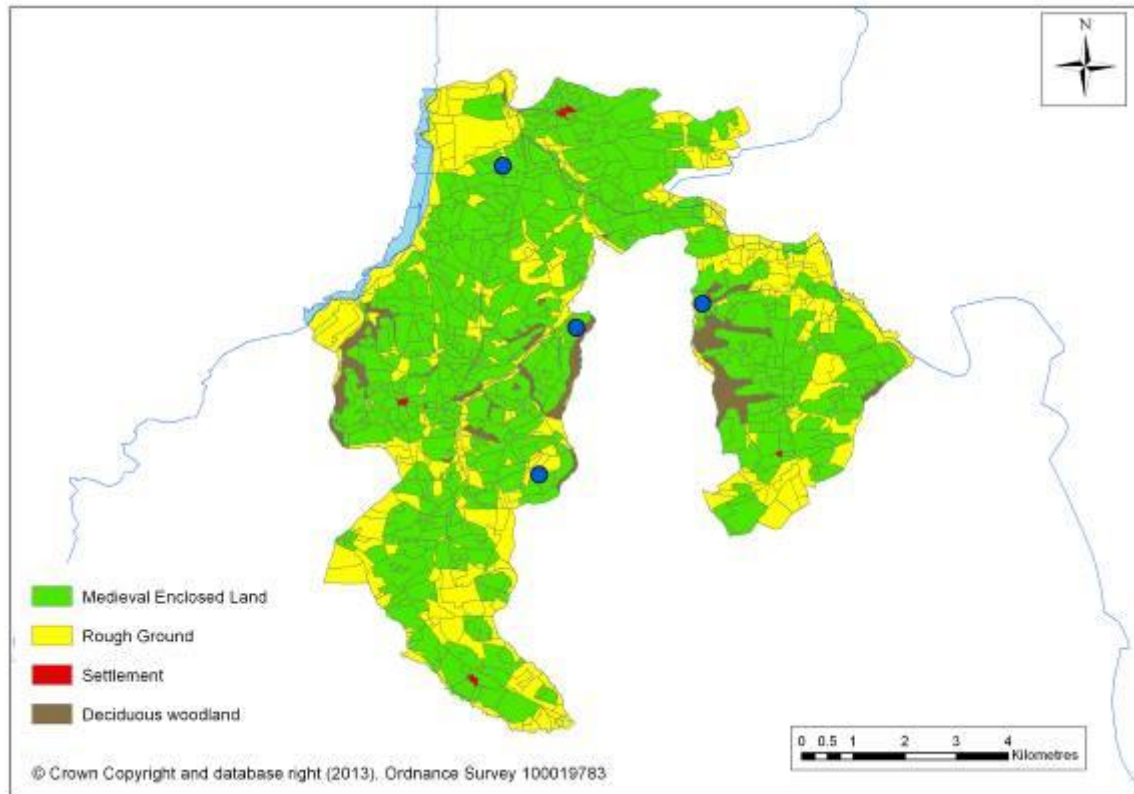 N
Medieval Enclosed Land
Rough Ground
Settlement
Deciduous woodland
0 0.5 1 2 3 4
Kilometres
© Crown Copyright and database right (2013). Ordnance Survey 100019783